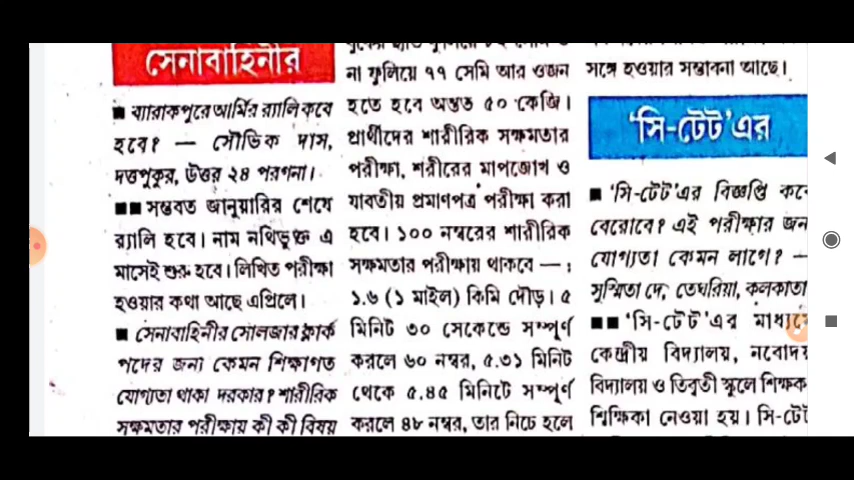 সেনাবাহিনীর
■ ব্যারাকপুরে আর্মির র‍্যালি কবে
হবে? — সৌভিক দাস,
দত্তপুকুর, উত্তর ২৪ পরগনা।
■■ সম্ভবত জানুয়ারির শেষে
র‍্যালি হবে। নাম নথিভুক্ত এ
মাসেই শুরু হবে। লিখিত পরীক্ষা
হওয়ার কথা আছে এপ্রিলে।
■ সেনাবাহিনীর সোলজার ক্লার্ক
পদের জন্য কেমন শিক্ষাগত
যোগ্যতা থাকা দরকার? শারীরিক
সক্ষমতার পরীক্ষায় কী কী বিষয়
না ফুলিয়ে ৭৭ সেমি আর ওজন
হতে হবে অন্তত ৫০ কেজি।
প্রার্থীদের শারীরিক সক্ষমতার
পরীক্ষা, শরীরের মাপজোখ ও
যাবতীয় প্রমাণপত্র পরীক্ষা করা
হবে। ১০০ নম্বরের শারীরিক
সক্ষমতার পরীক্ষায় থাকবে — :
১.৬ (১ মাইল) কিমি দৌড়। ৫
মিনিট ৩০ সেকেন্ডে সম্পূর্ণ
করলে ৬০ নম্বর, ৫.৩১ মিনিট
থেকে ৫.৪৫ মিনিটে সম্পূর্ণ
করলে ৪৮ নম্বর, তার নিচে হলে
সঙ্গে হওয়ার সম্ভাবনা আছে।
'সি-টেট'এর
■ 'সি-টেট'এর বিজ্ঞপ্তি কবে
বেরোবে? এই পরীক্ষার জন
যোগ্যতা কেমন লাগে? —
সুস্মিতা দে, তেঘরিয়া, কলকাতা
■■ 'সি-টেট'এর মাধ্যমে
কেন্দ্রীয় বিদ্যালয়, নবোদয়
বিদ্যালয় ও তিব্বতী স্কুলে শিক্ষক
শিক্ষিকা নেওয়া হয়। সি-টেট